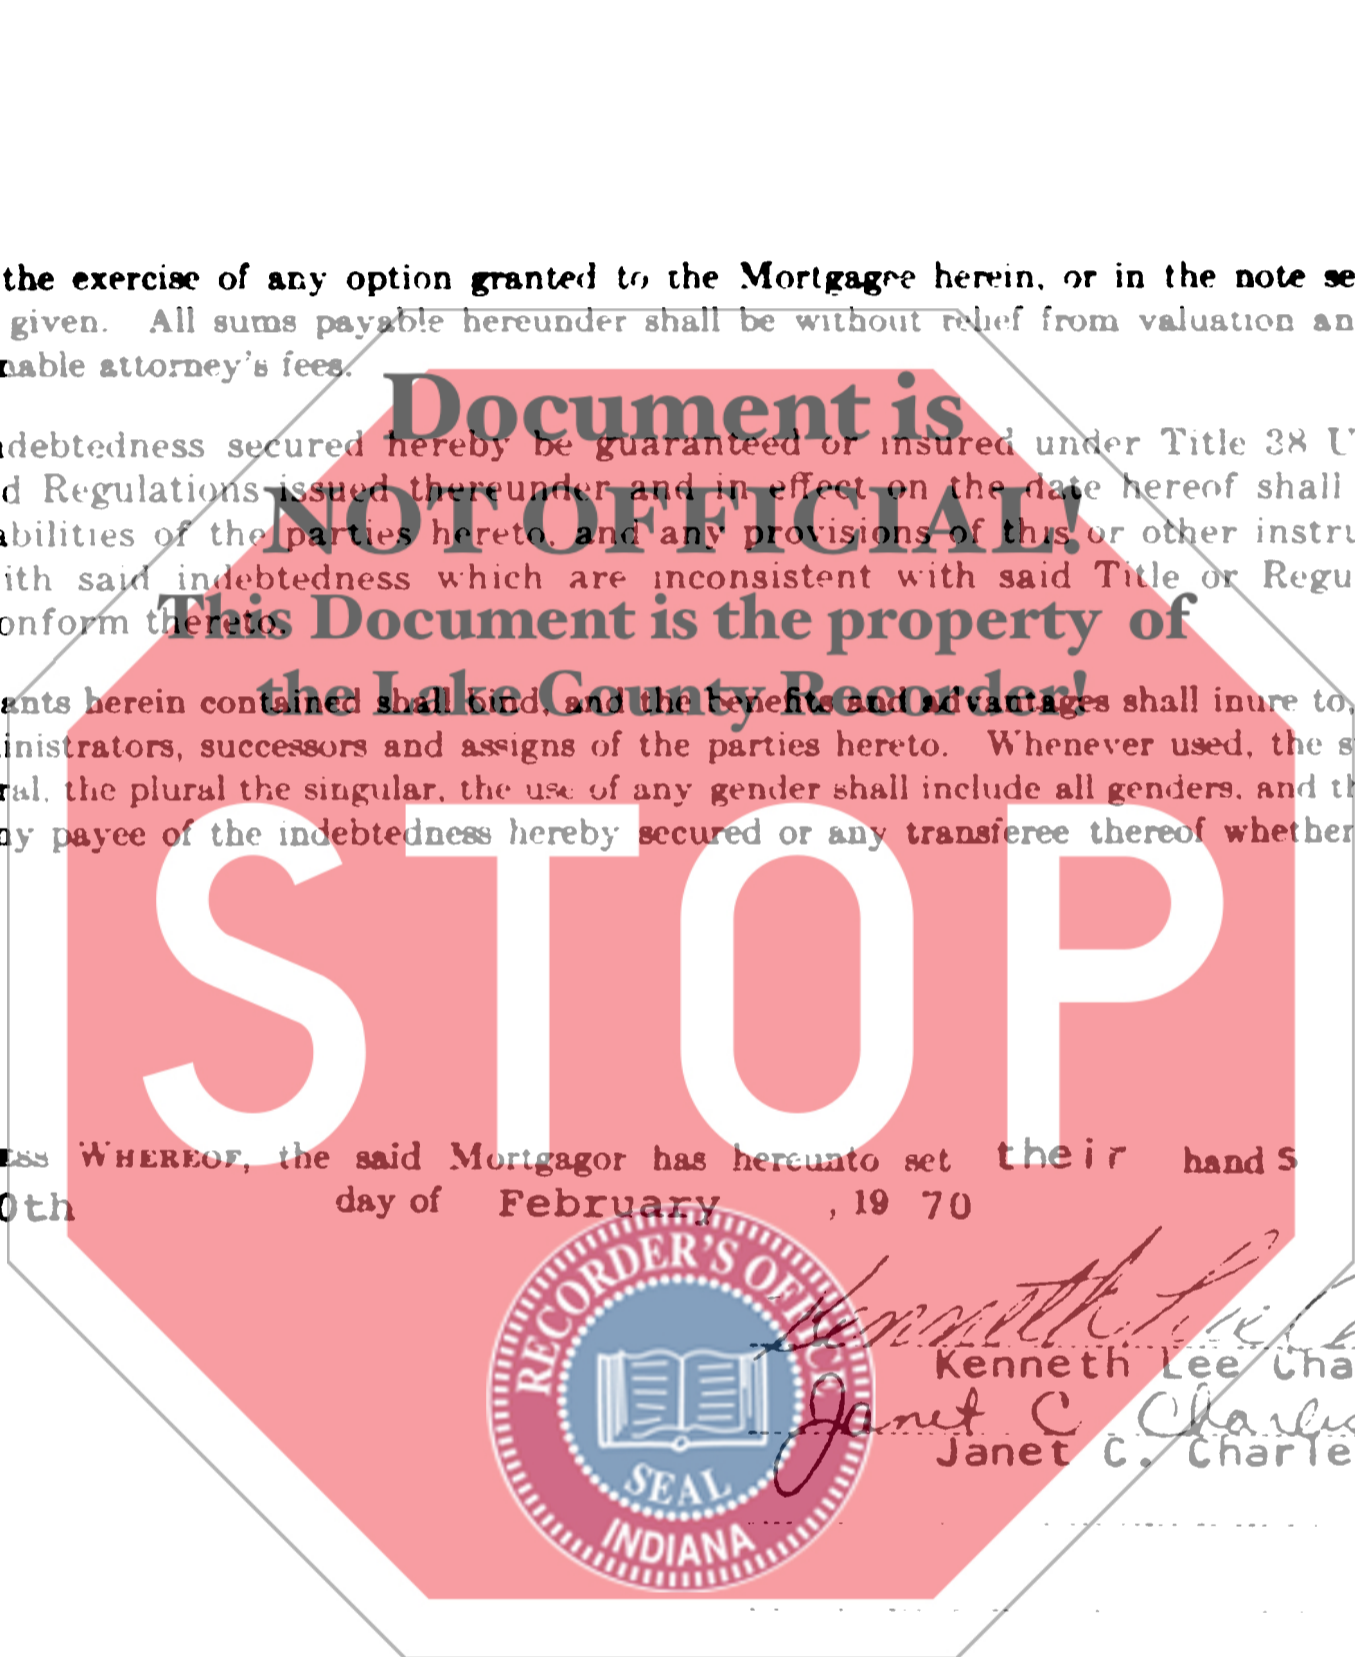 the exercise of any option granted to the Mortgagee herein, or in the note se
given. All sums payable hereunder shall be without relief from valuation an
nable attorney's fees.
Document is
debtedness secured hereby be guaranteed or insured under Title 38 U
d Regulations issued thereunder and in effect on the date hereof shall
NOT OFFICIAL!
abilities of the parties hereto, and any provisions of this or other instru
ith said indebtedness which are inconsistent with said Title or Regu
onform thereto.
This Document is the property of
the Lake County Recorder!
ants herein contained shall bind, and the benefits and advantages shall inure to,
inistrators, successors and assigns of the parties hereto. Whenever used, the s
ral, the plural the singular, the use of any gender shall include all genders, and th
ny payee of the indebtedness hereby secured or any transferee thereof whether
STOP
ESS WHEREOF, the said Mortgagor has hereunto set their hand S
0th day of February , 19 70
RECORDER'S OFFICE
SEAL
INDIANA
Kenneth Lee C
Kenneth Lee Cha
Janet C. Charle
Janet C. Charle